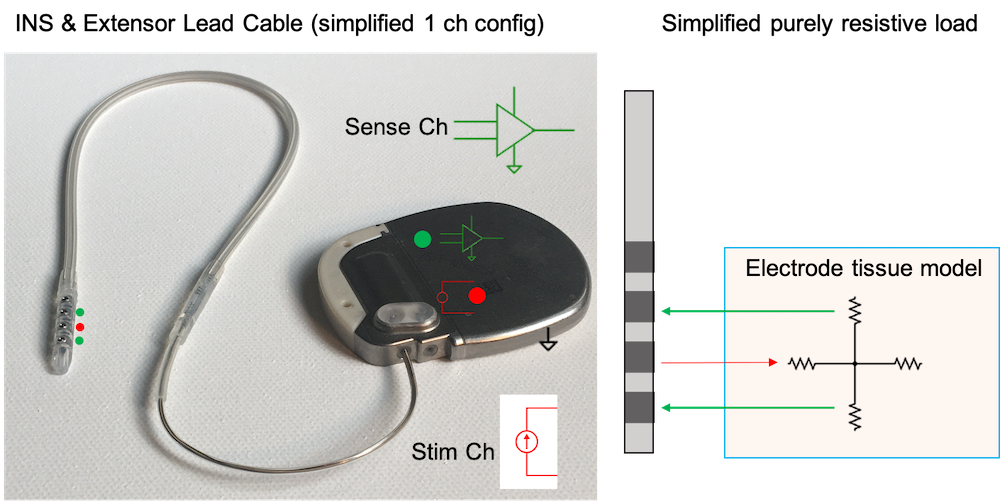 INS & Extensor Lead Cable (simplified 1 ch config)
Simplified purely resistive load
Sense Ch
Electrode tissue model
Stim Ch